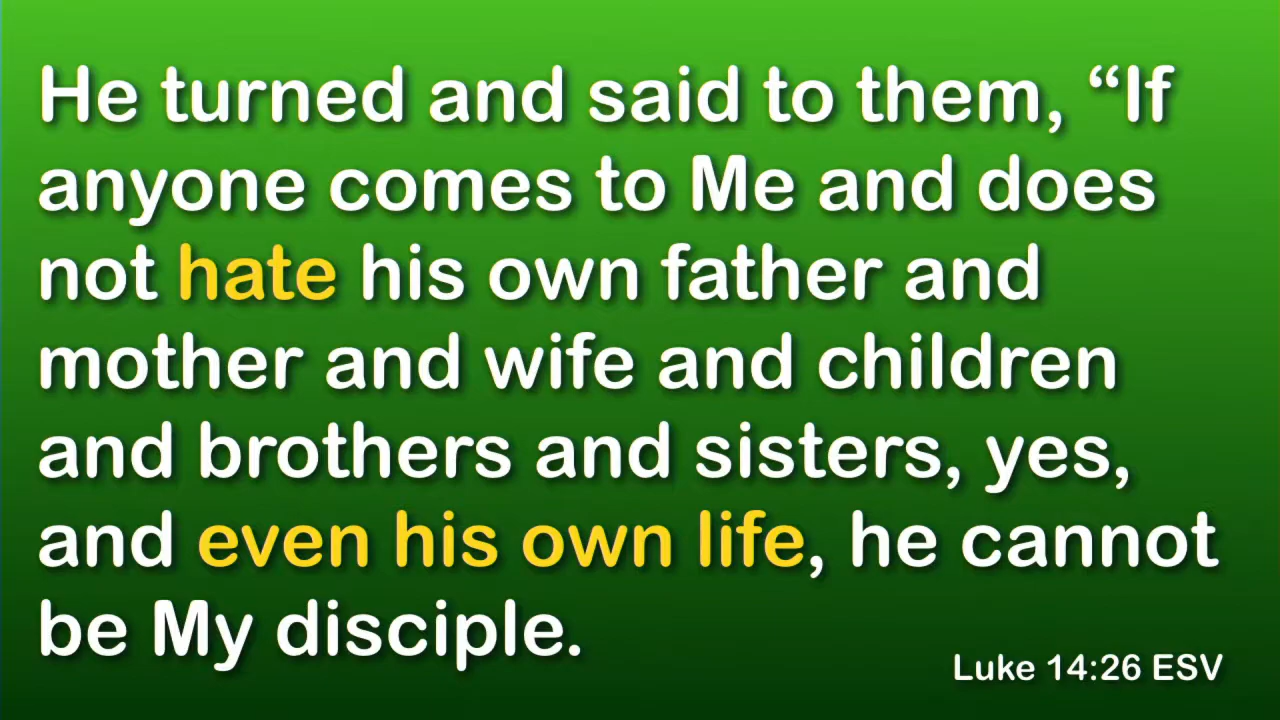 He turned and said to them, “If
anyone comes to Me and does
not hate his own father and
mother and wife and children
and brothers and sisters, yes,
and even his own life, he cannot
be My disciple.
Luke 14:26 ESV